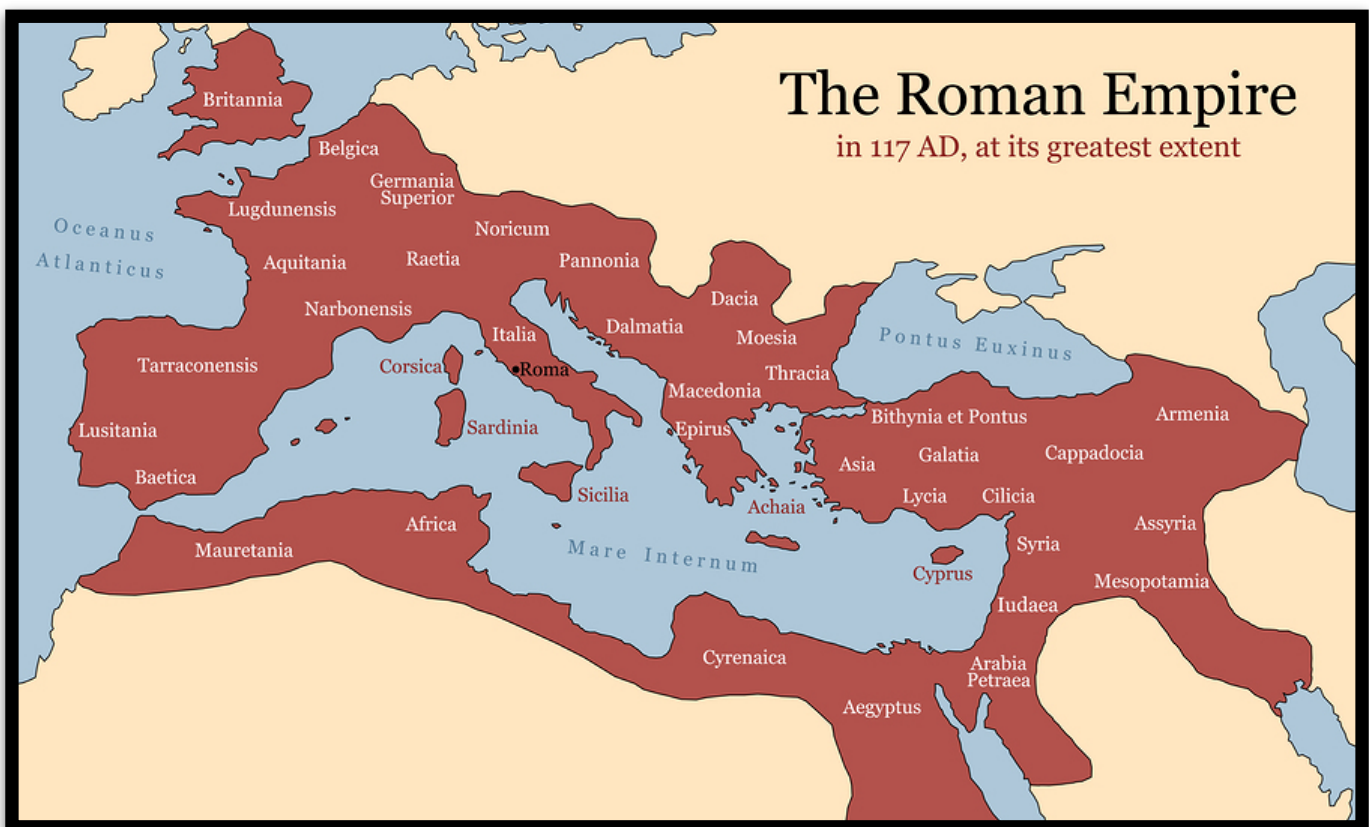 The Roman Empire
in 117 AD, at its greatest extent
Britannia
Belgica
Germania
Superior
Lugdunensis
Noricum
Oceanus
Atlanticus
Aquitania
Raetia
Pannonia
Narbonensis
Dacia
Italia
Dalmatia
Moesia
Pontus Euxinus
Tarraconensis
Corsica
Roma
Thracia
Macedonia
Lusitania
Sardinia
Epirus
Bithynia et Pontus
Armenia
Baetica
Asia
Galatia
Cappadocia
Sicilia
Achaia
Lycia
Cilicia
Africa
Assyria
Mauretania
Mare Internum
Syria
Cyprus
Mesopotamia
Iudaea
Cyrenaica
Arabia
Petraea
Aegyptus